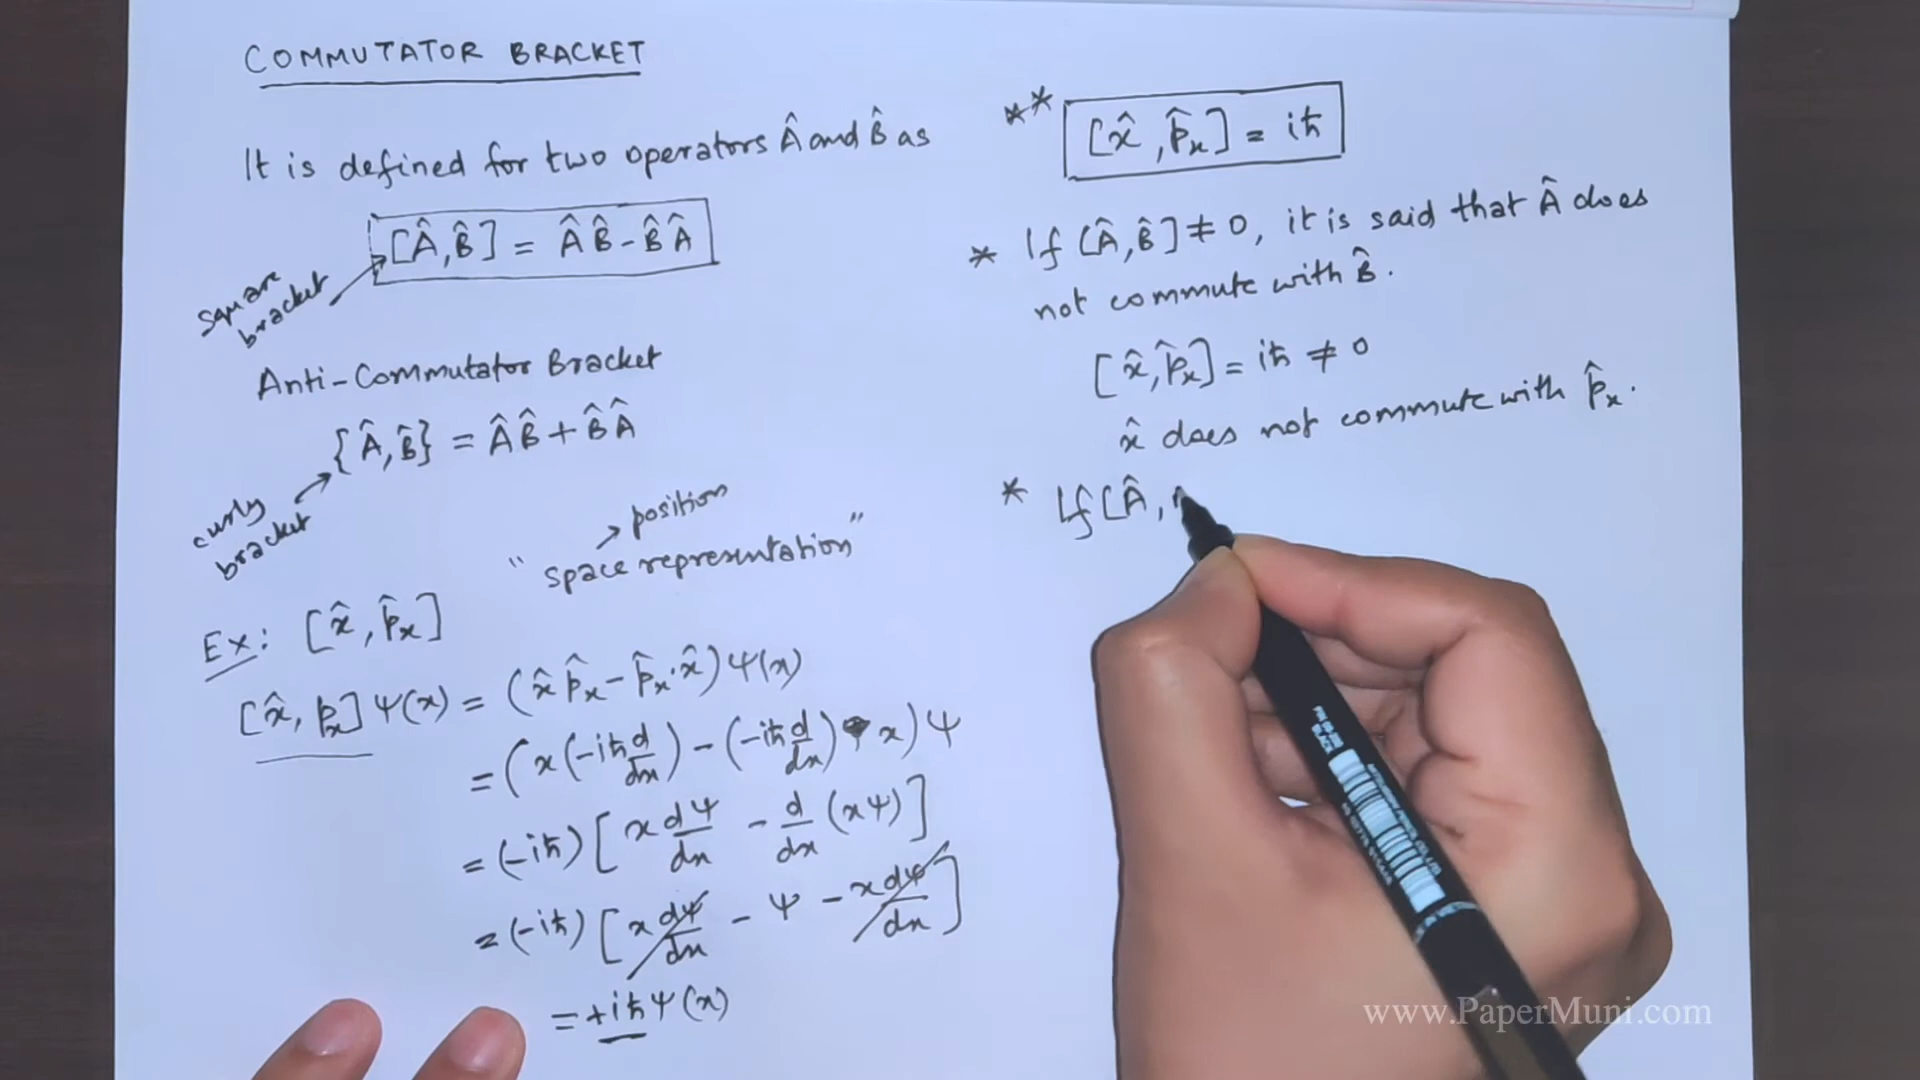 COMMUTATOR BRACKET
It is defined for two operators Â and B̂ as
[Â, B̂] = ÂB̂ - B̂Â
square
bracket
Anti-Commutator Bracket
{Â, B̂} = ÂB̂ + B̂Â
curly
bracket
position
"space representation"
Ex: [x̂, p̂x]
[x̂, px] Ψ(x) = (x̂ p̂x - p̂x·x̂) Ψ(x)
= (x(-iħ d/dx) - (-iħ d/dx) x) Ψ
= (-iħ) [x dΨ/dx - d/dx (xΨ)]
= (-iħ) [x dΨ/dx - Ψ - x dΨ/dx]
= +iħ Ψ(x)
** [x̂, p̂x] = iħ
* If [Â, B̂] ≠ 0, it is said that Â does
not commute with B̂.
[x̂, p̂x] = iħ ≠ 0
x̂ does not commute with p̂x.
* If [Â,
www.PaperMuni.com